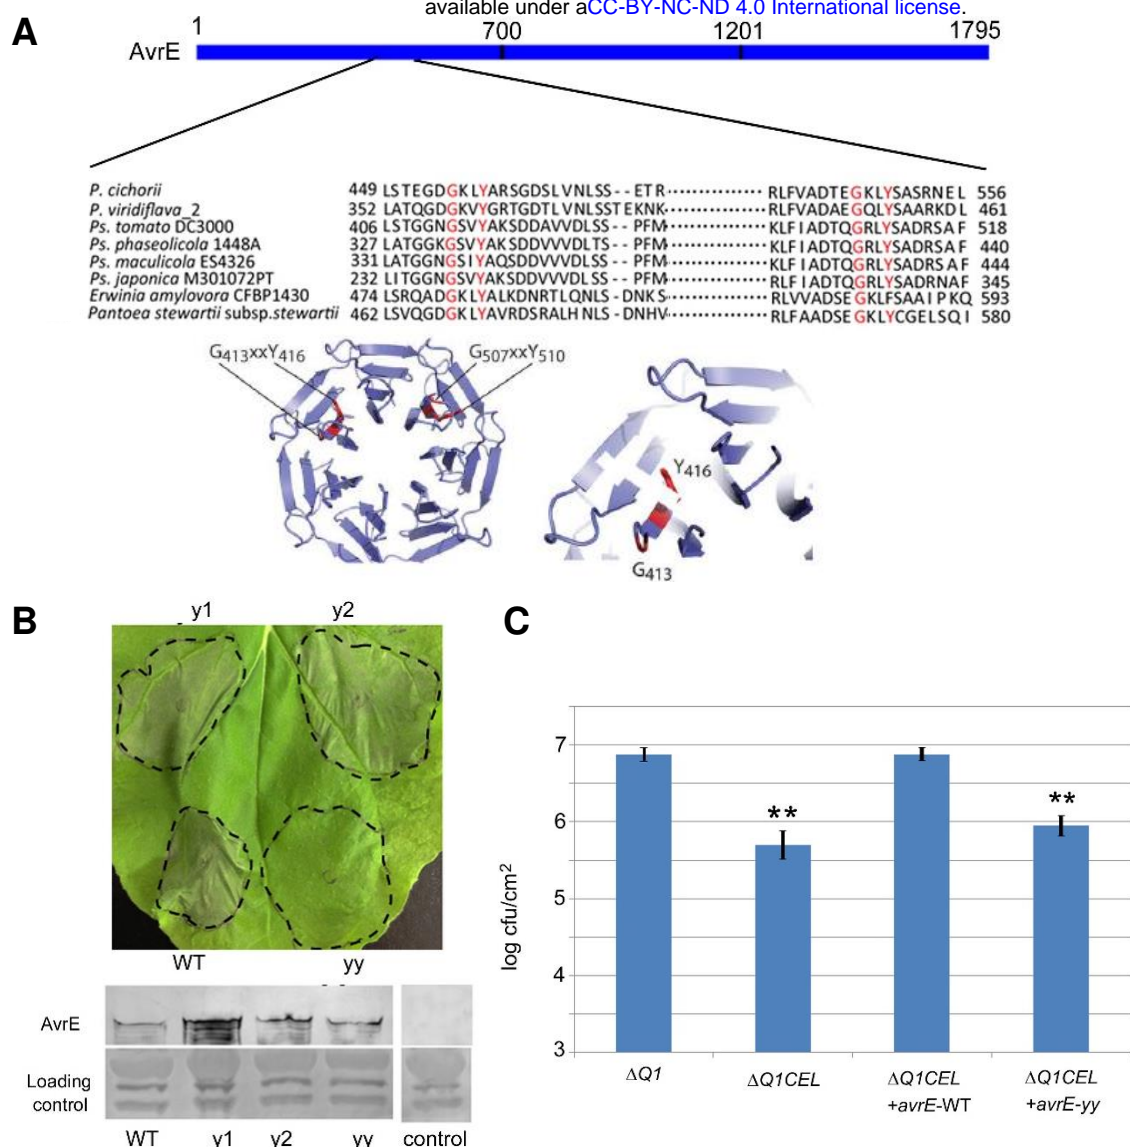 available under aCC-BY-NC-ND 4.0 International license.
A
1 700 1201 1795
AvrE
P. cichorii 449 LSTEGDGKLYARSGDSLVNLSS--ETR················RLFVADTEGKLYSASRNEL 556
P. viridiflava_2 352 LATQGDGKVYGRTGDTLVNLSSTEKNK················RLFVADAEGQLYSAARKDL 461
Ps. tomato DC3000 406 LSTGGNGSVYAKSDDAVVDLSS--PFM················KLFIADTQGRLYSADRSAF 518
Ps. phaseolicola 1448A 327 LATGGKGSVYAKSDDVVVDLTS--PFM················KLFIADTQGRLYSADRSAF 440
Ps. maculicola ES4326 331 LATGGNGSIYAQSDDVVVDLSS--PFM················KLFIADTQGRLYSADRSAF 444
Ps. japonica M301072PT 232 LITGGNGSVYAKSDDVVVDLSS--PFM················RLFIADTQGRLYSADRNAF 345
Erwinia amylovora CFBP1430 474 LSRQADGKLYALKDNRTLQNLS-DNKS················RLVVADSEGKLFSAAIPKQ 593
Pantoea stewartii subsp.stewartii 462 LSVQGDGKLYAVRDSRALHNLS-DNHV················RLFAADSEGKLYCGELSQI 580
G413xxY416 G507xxY510
Y416
G413
B
y1 y2
WT yy
AvrE
Loading
control
WT y1 y2 yy control
C
log cfu/cm²
7
6
5
4
3
**
**
ΔQ1 ΔQ1CEL ΔQ1CEL ΔQ1CEL
+avrE-WT +avrE-yy